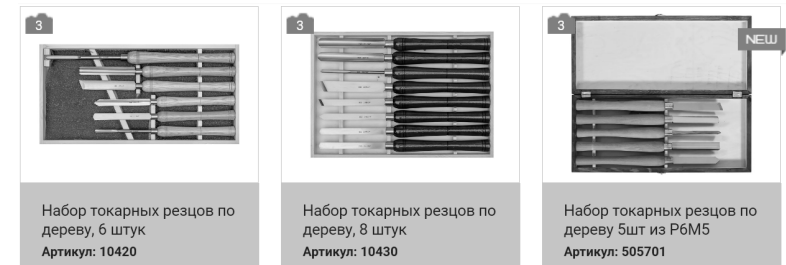 3
3
3
NEW
Набор токарных резцов по
дереву, 6 штук
Артикул: 10420
Набор токарных резцов по
дереву, 8 штук
Артикул: 10430
Набор токарных резцов по
дереву 5шт из Р6М5
Артикул: 505701